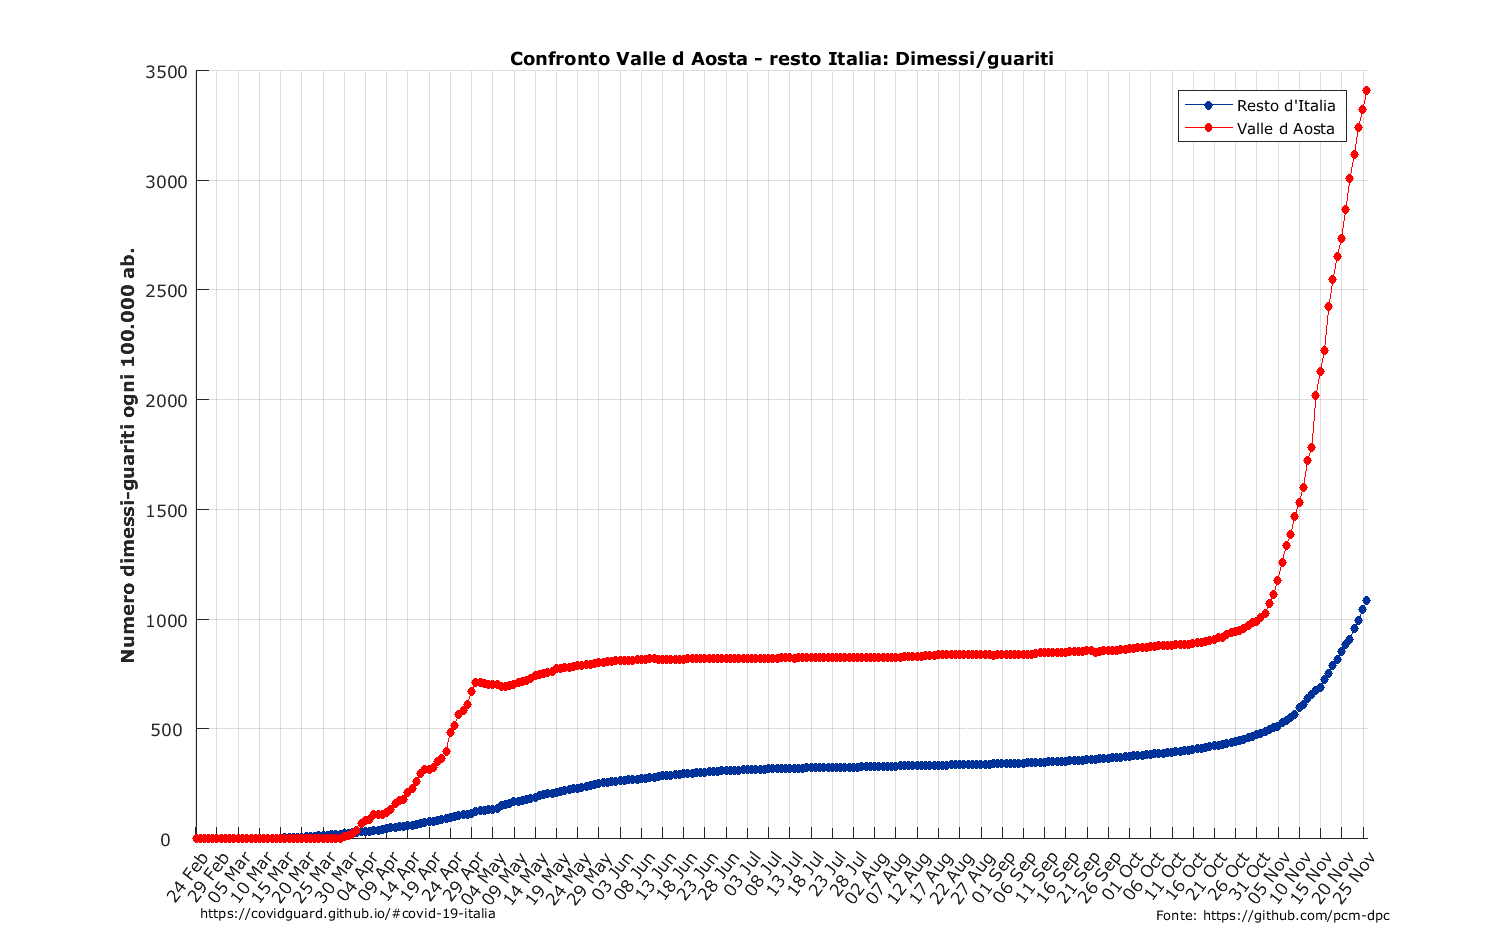 Confronto Valle d Aosta - resto Italia: Dimessi/guariti
Numero dimessi-guariti ogni 100.000 ab.
3500
3000
2500
2000
1500
1000
500
0
Resto d'Italia
Valle d Aosta
24 Feb
29 Feb
05 Mar
10 Mar
15 Mar
20 Mar
25 Mar
30 Mar
04 Apr
09 Apr
14 Apr
19 Apr
24 Apr
29 Apr
04 May
09 May
14 May
19 May
24 May
29 May
03 Jun
08 Jun
13 Jun
18 Jun
23 Jun
28 Jun
03 Jul
08 Jul
13 Jul
18 Jul
23 Jul
28 Jul
02 Aug
07 Aug
12 Aug
17 Aug
22 Aug
27 Aug
01 Sep
06 Sep
11 Sep
16 Sep
21 Sep
26 Sep
01 Oct
06 Oct
11 Oct
16 Oct
21 Oct
26 Oct
31 Oct
05 Nov
10 Nov
15 Nov
20 Nov
25 Nov
https://covidguard.github.io/#covid-19-italia
Fonte: https://github.com/pcm-dpc